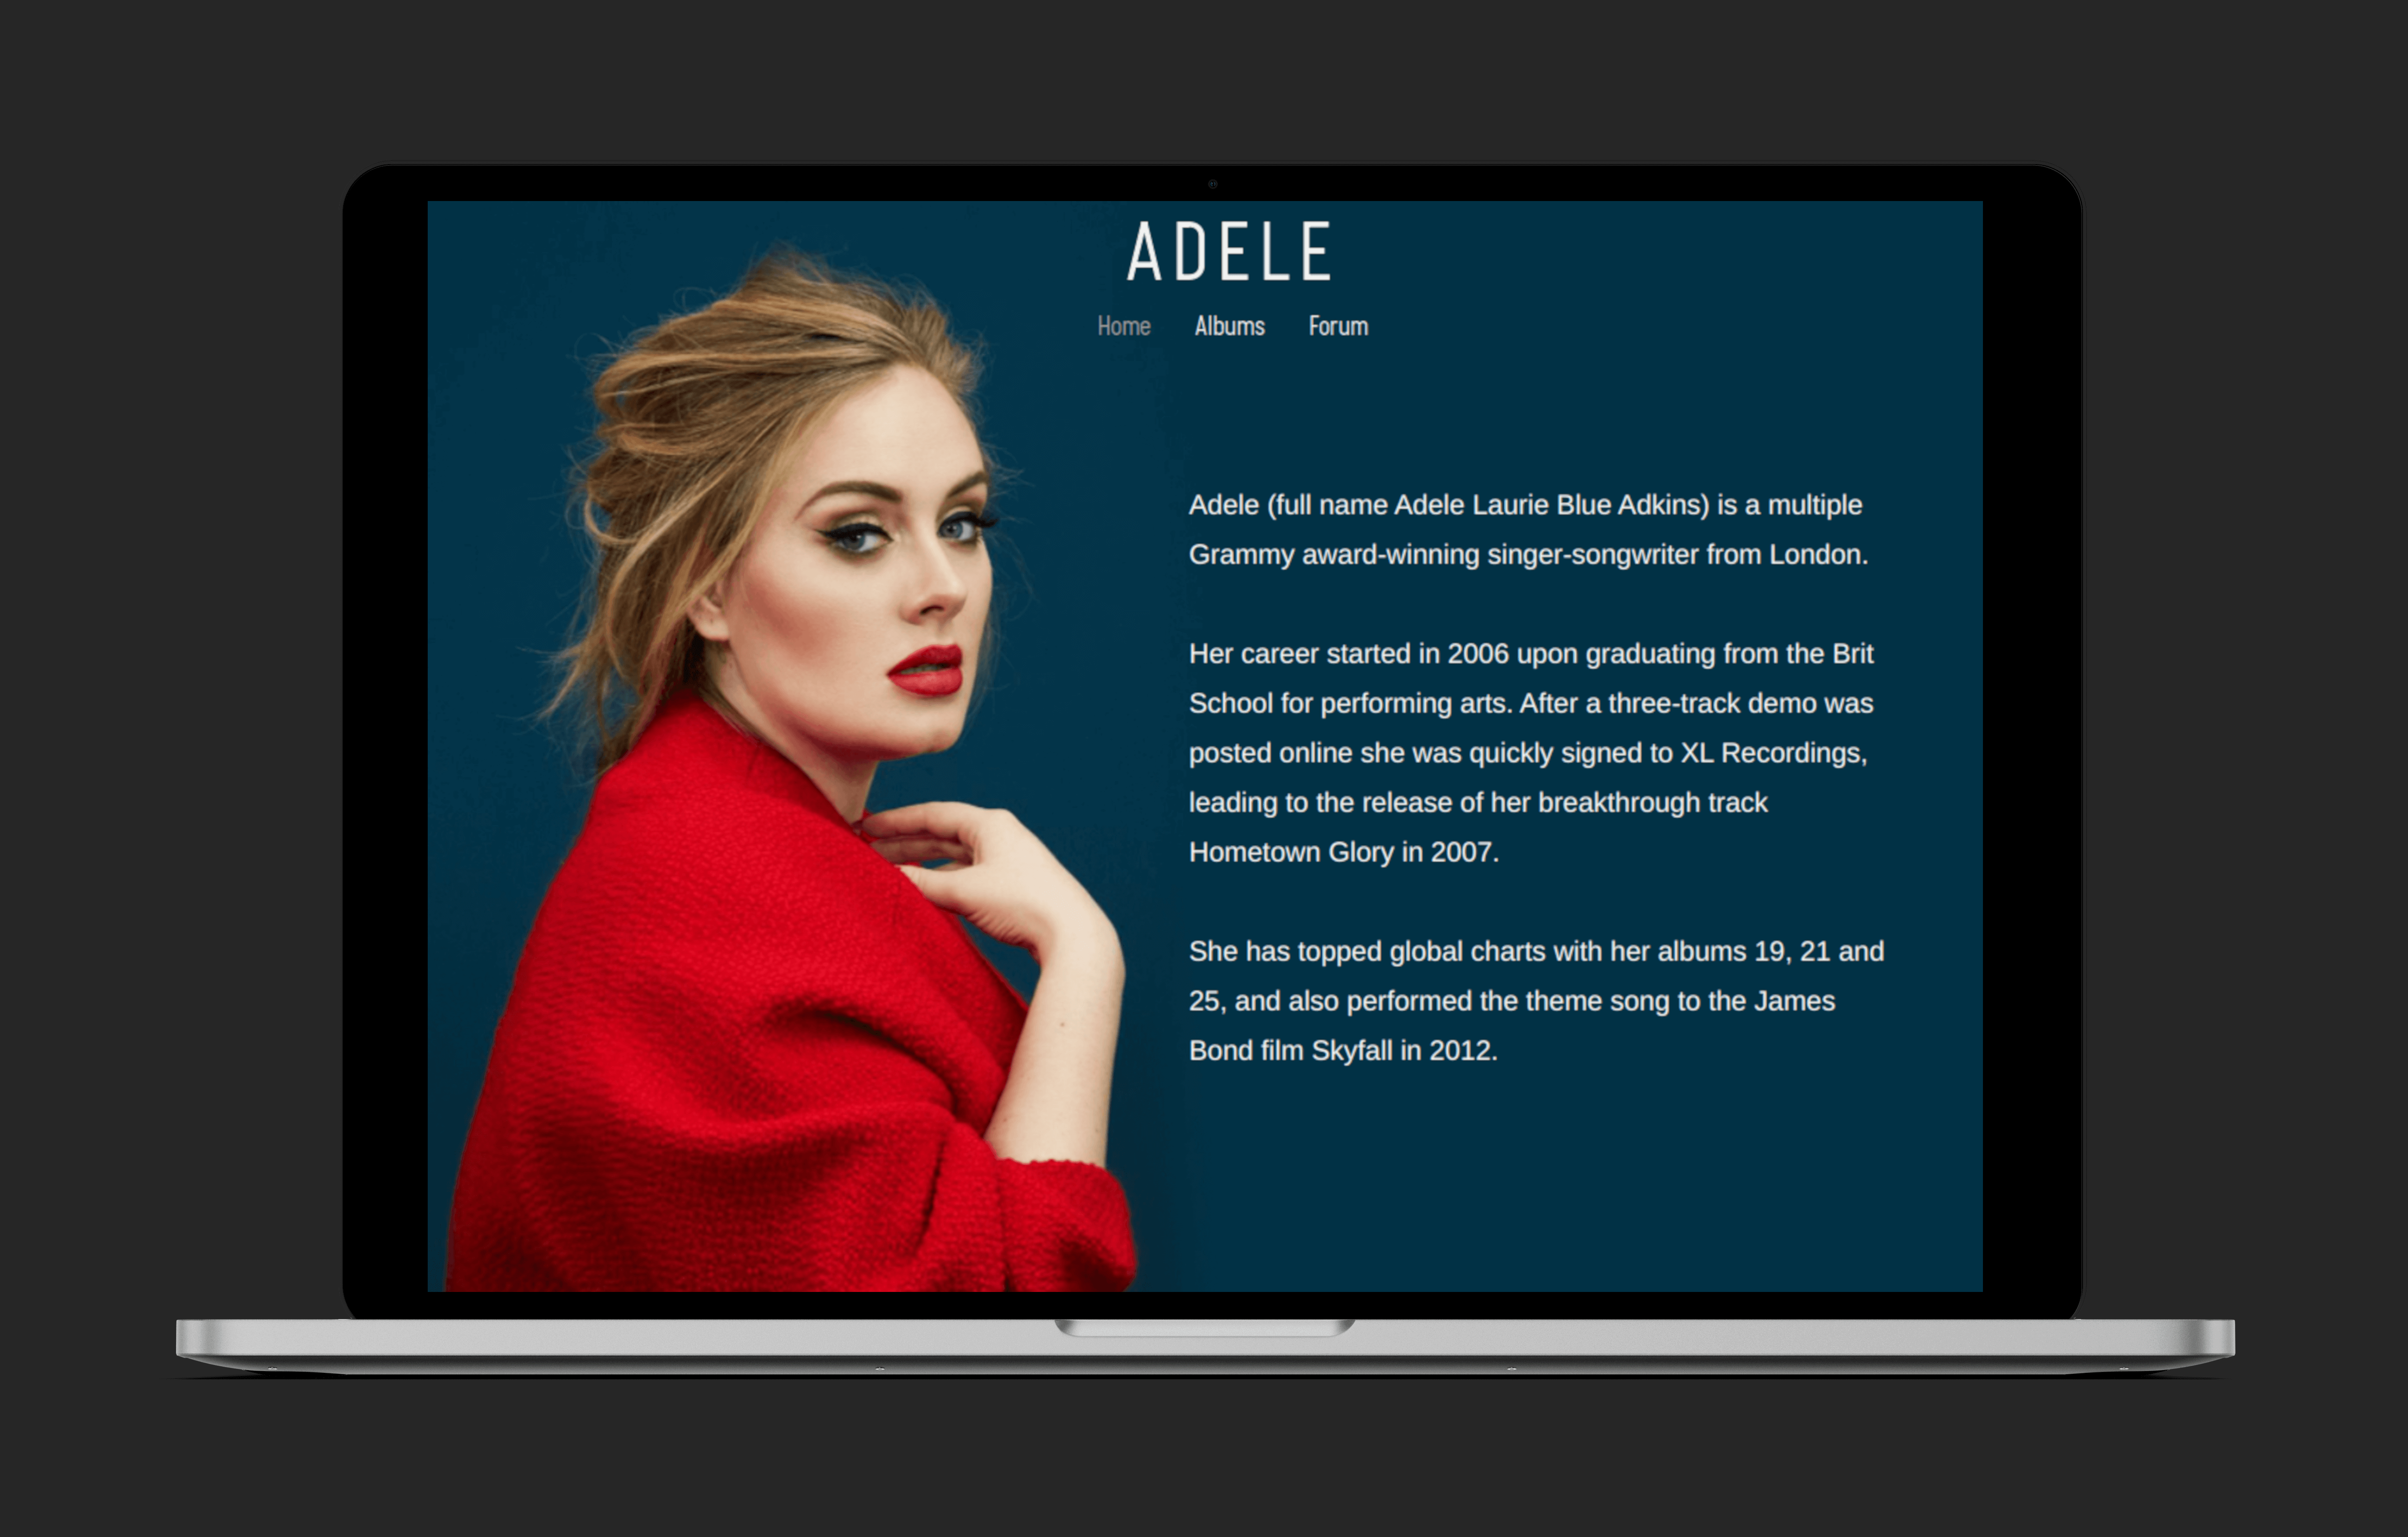 ADELE
Home Albums Forum
Adele (full name Adele Laurie Blue Adkins) is a multiple
Grammy award-winning singer-songwriter from London.
Her career started in 2006 upon graduating from the Brit
School for performing arts. After a three-track demo was
posted online she was quickly signed to XL Recordings,
leading to the release of her breakthrough track
Hometown Glory in 2007.
She has topped global charts with her albums 19, 21 and
25, and also performed the theme song to the James
Bond film Skyfall in 2012.